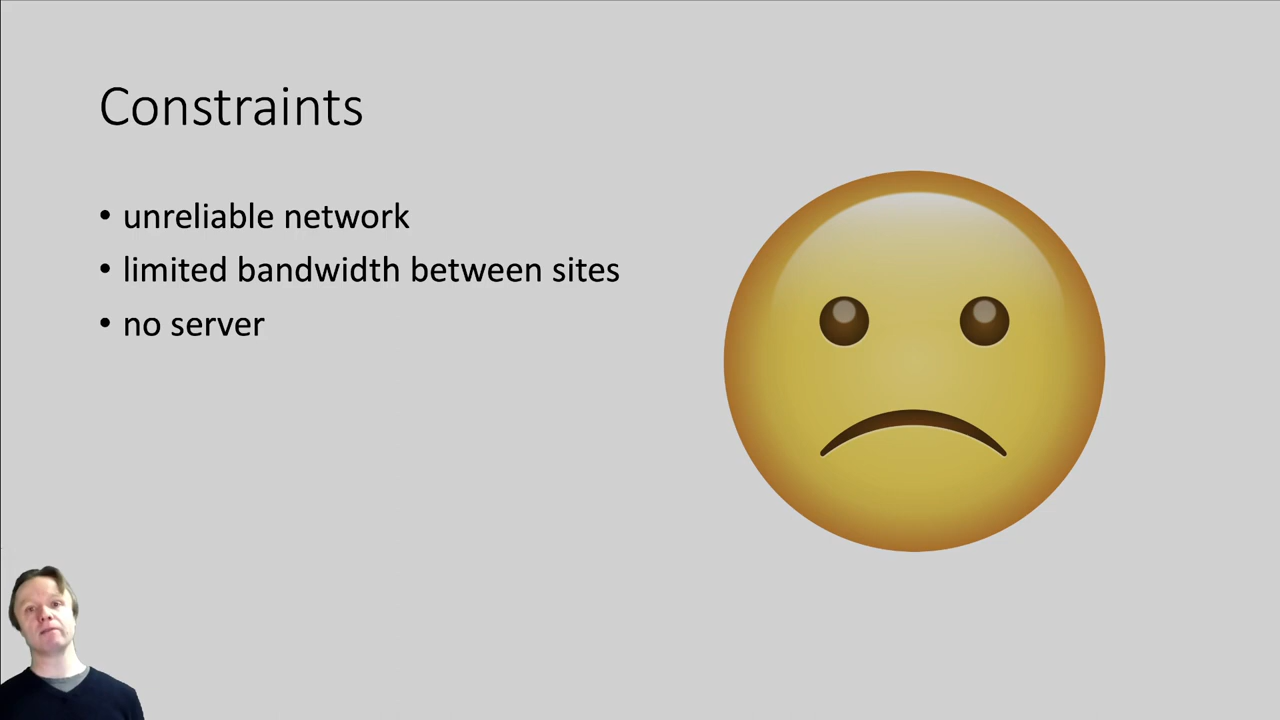 Constraints
• unreliable network
• limited bandwidth between sites
• no server